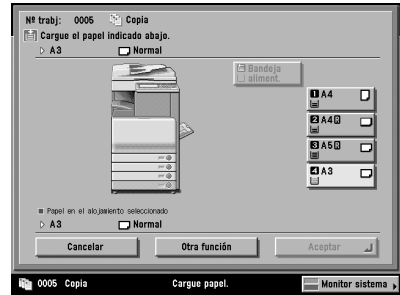 Nº trabj: 0005 Copia
Cargue el papel indicado abajo.
A3 Normal
Bandeja
aliment.
1 A4
2 A4R
3 A5R
4 A3
Papel en el alojamiento seleccionado
A3 Normal
Cancelar Otra función Aceptar
0005 Copia Cargue papel. Monitor sistema